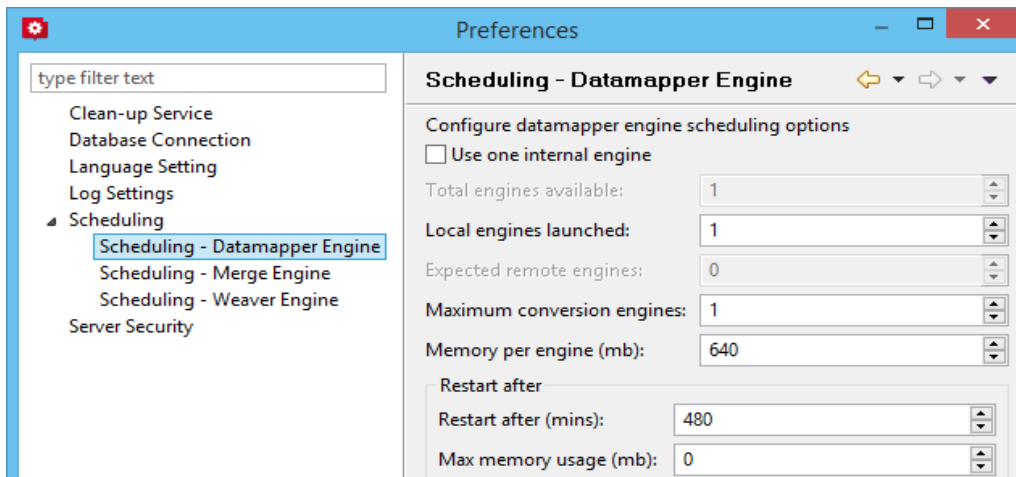 Preferences
type filter text
Clean-up Service
Database Connection
Language Setting
Log Settings
Scheduling
Scheduling - Datamapper Engine
Scheduling - Merge Engine
Scheduling - Weaver Engine
Server Security
Scheduling - Datamapper Engine
Configure datamapper engine scheduling options
Use one internal engine
Total engines available: 1
Local engines launched: 1
Expected remote engines: 0
Maximum conversion engines: 1
Memory per engine (mb): 640
Restart after
Restart after (mins): 480
Max memory usage (mb): 0